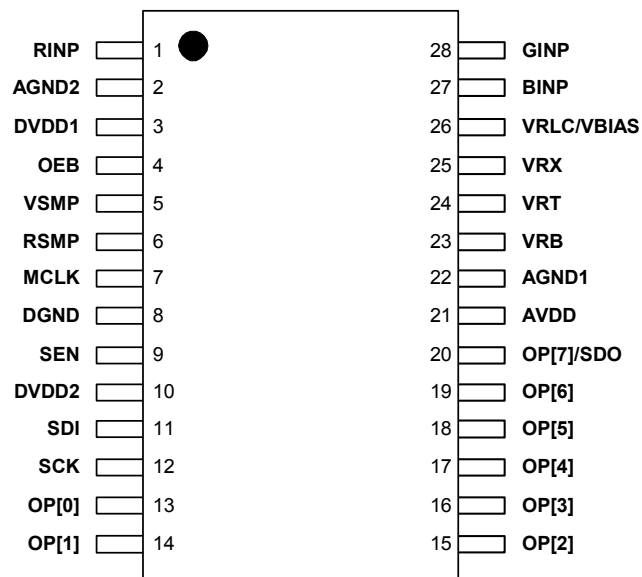 RINP 1 28 GINP
AGND2 2 27 BINP
DVDD1 3 26 VRLC/VBIAS
OEB 4 25 VRX
VSMP 5 24 VRT
RSMP 6 23 VRB
MCLK 7 22 AGND1
DGND 8 21 AVDD
SEN 9 20 OP[7]/SDO
DVDD2 10 19 OP[6]
SDI 11 18 OP[5]
SCK 12 17 OP[4]
OP[0] 13 16 OP[3]
OP[1] 14 15 OP[2]